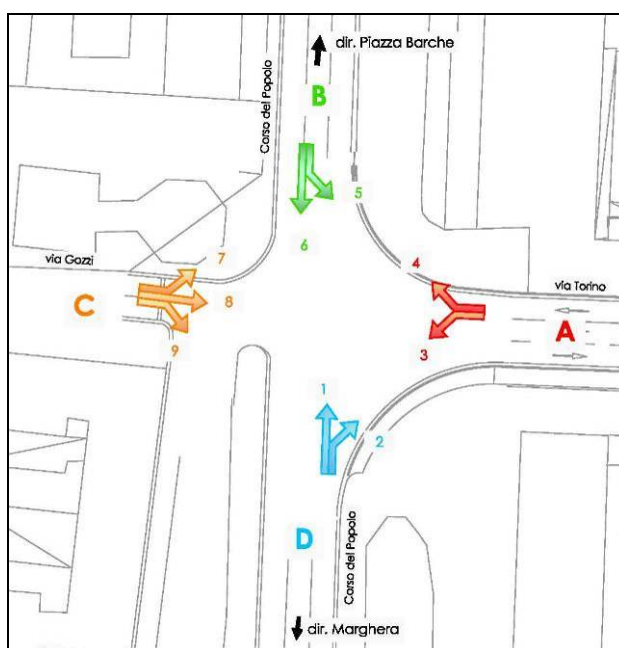 dir. Piazza Barche
Corso del Popolo
B
5
6
7
4
via Gozzi
via Torino
C
8
A
9
3
1
2
D
Corso del Popolo
dir. Marghera